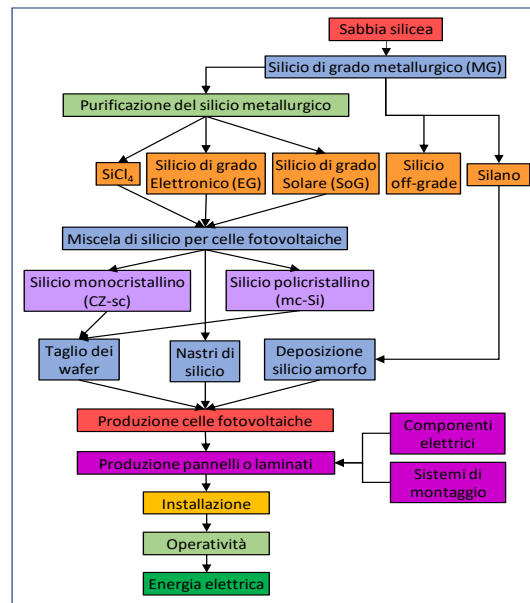 Sabbia silicea
Silicio di grado metallurgico (MG)
Purificazione del silicio metallurgico
SiCl₄
Silicio di grado
Elettronico (EG)
Silicio di grado
Solare (SoG)
Silicio
off-grade
Silano
Miscela di silicio per celle fotovoltaiche
Silicio monocristallino
(CZ-sc)
Silicio policristallino
(mc-Si)
Taglio dei
wafer
Nastri di
silicio
Deposizione
silicio amorfo
Produzione celle fotovoltaiche
Componenti
elettrici
Produzione pannelli o laminati
Sistemi di
montaggio
Installazione
Operatività
Energia elettrica